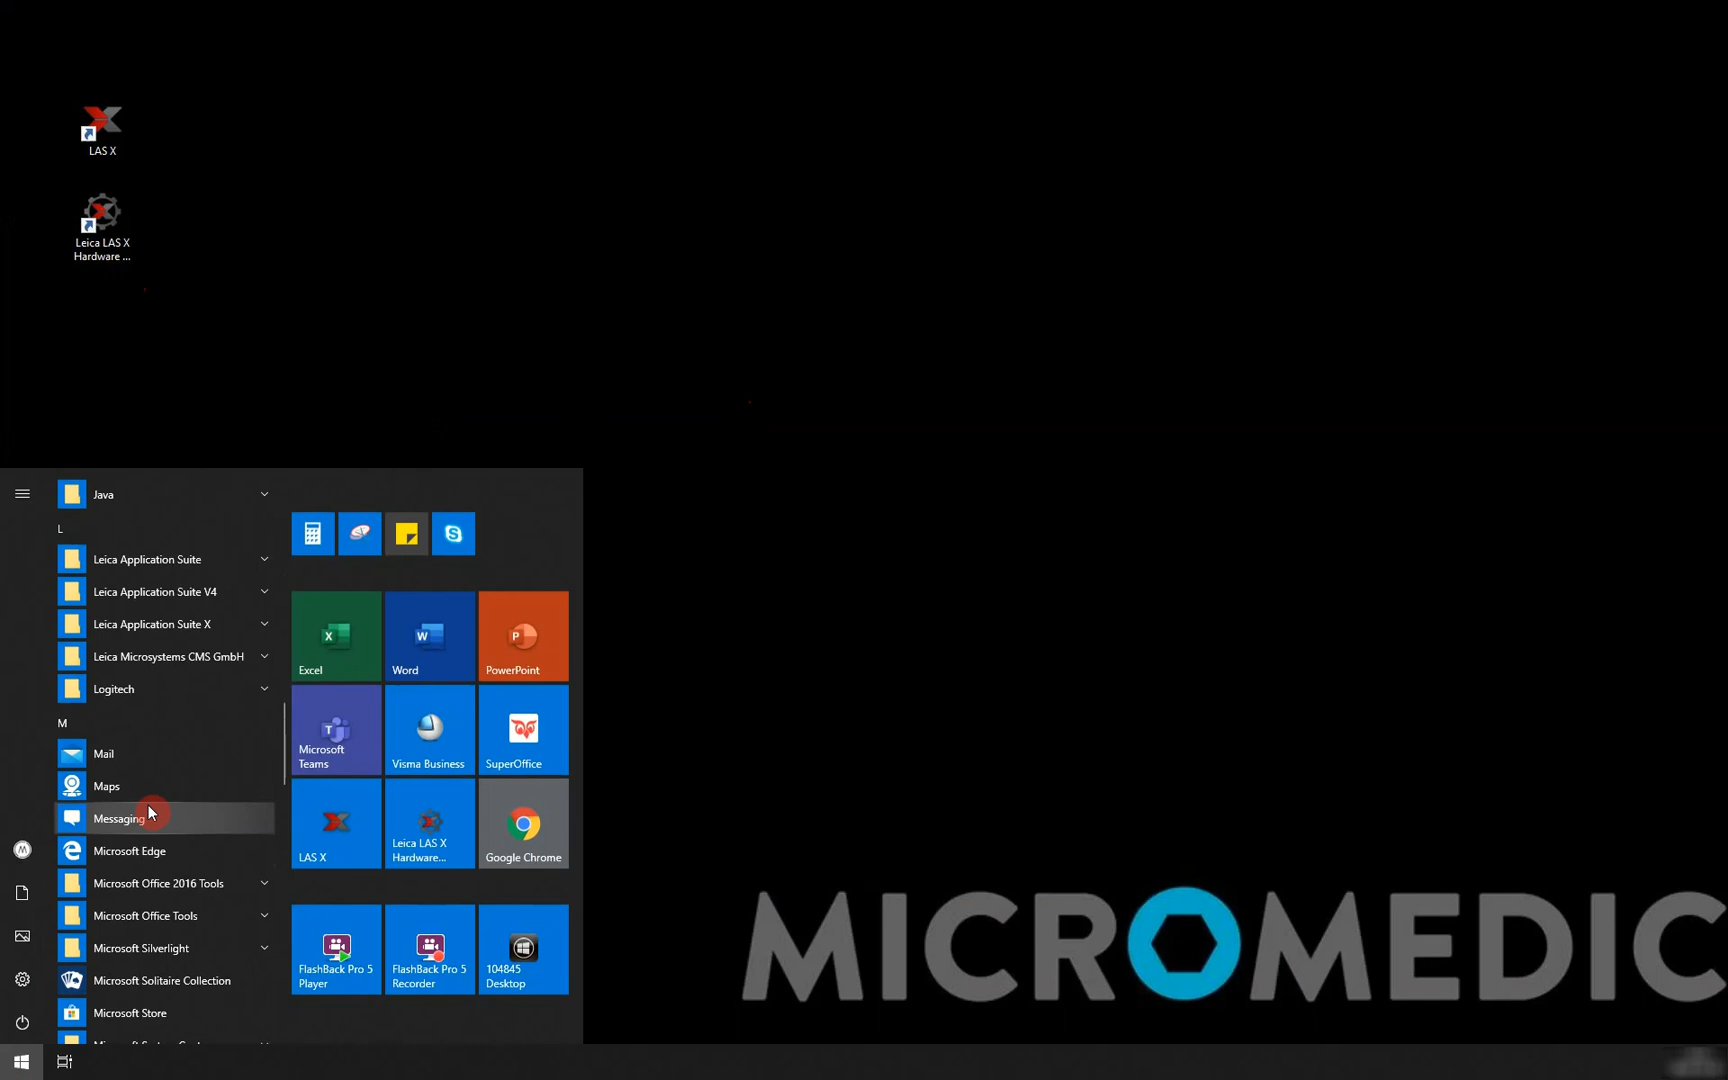 LAS X
Leica LAS X
Hardware ...
Java
L
Leica Application Suite
Leica Application Suite V4
Leica Application Suite X
Leica Microsystems CMS GmbH
Logitech
M
Mail
Maps
Messaging
Microsoft Edge
Microsoft Office 2016 Tools
Microsoft Office Tools
Microsoft Silverlight
Microsoft Solitaire Collection
Microsoft Store
Excel
Word
PowerPoint
Microsoft
Teams
Visma Business
SuperOffice
LAS X
Leica LAS X
Hardware...
Google Chrome
FlashBack Pro 5
Player
FlashBack Pro 5
Recorder
104845
Desktop
MICROMEDIC